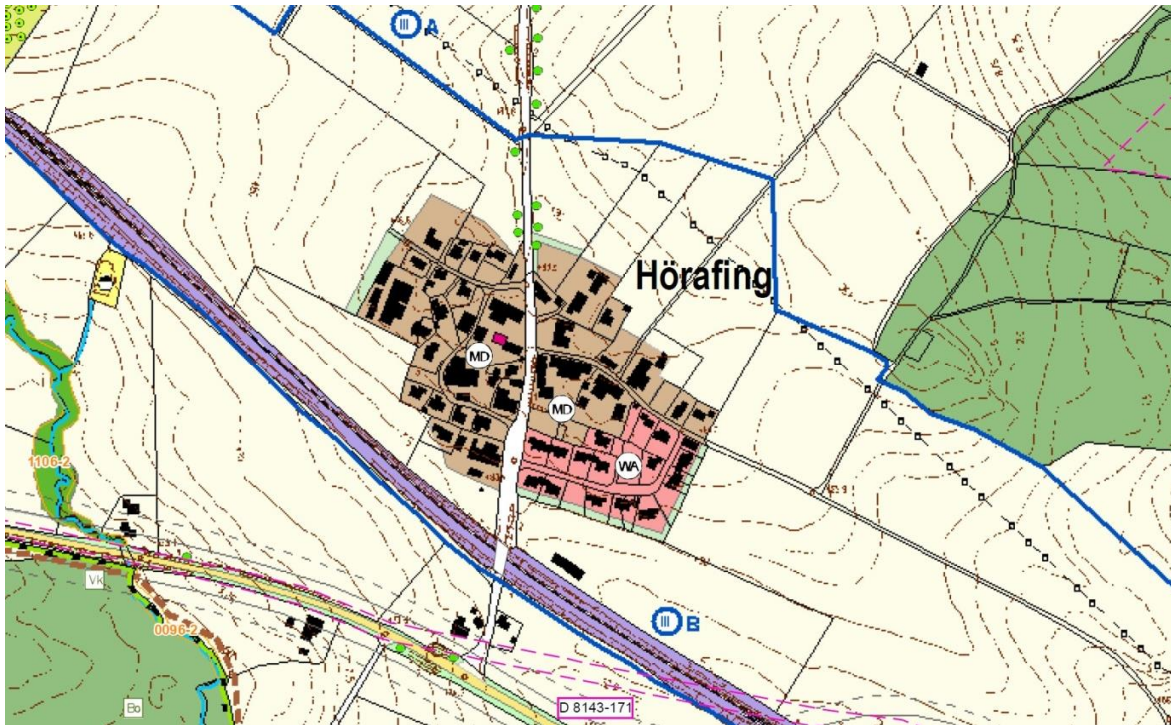 III A
Hörafing
MD
MD
WA
1106-2
Vk
0096-2
III B
D 8143-171
Bo